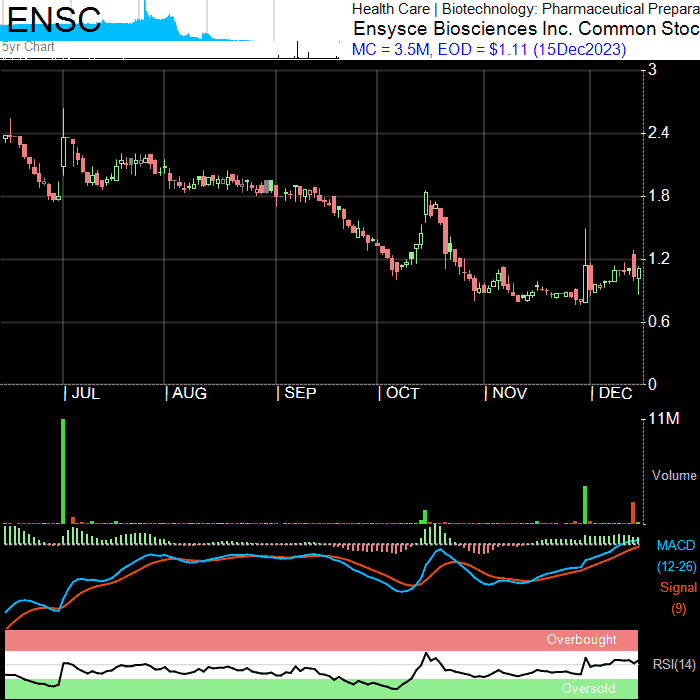 ENSC
5yr Chart
Health Care | Biotechnology: Pharmaceutical Prepara
Ensysce Biosciences Inc. Common Stoc
MC = 3.5M, EOD = $1.11 (15Dec2023)
3
2.4
1.8
1.2
0.6
0
| JUL | AUG | SEP | OCT | NOV | DEC
11M
Volume
MACD
(12-26)
Signal
(9)
Overbought
RSI(14)
Oversold